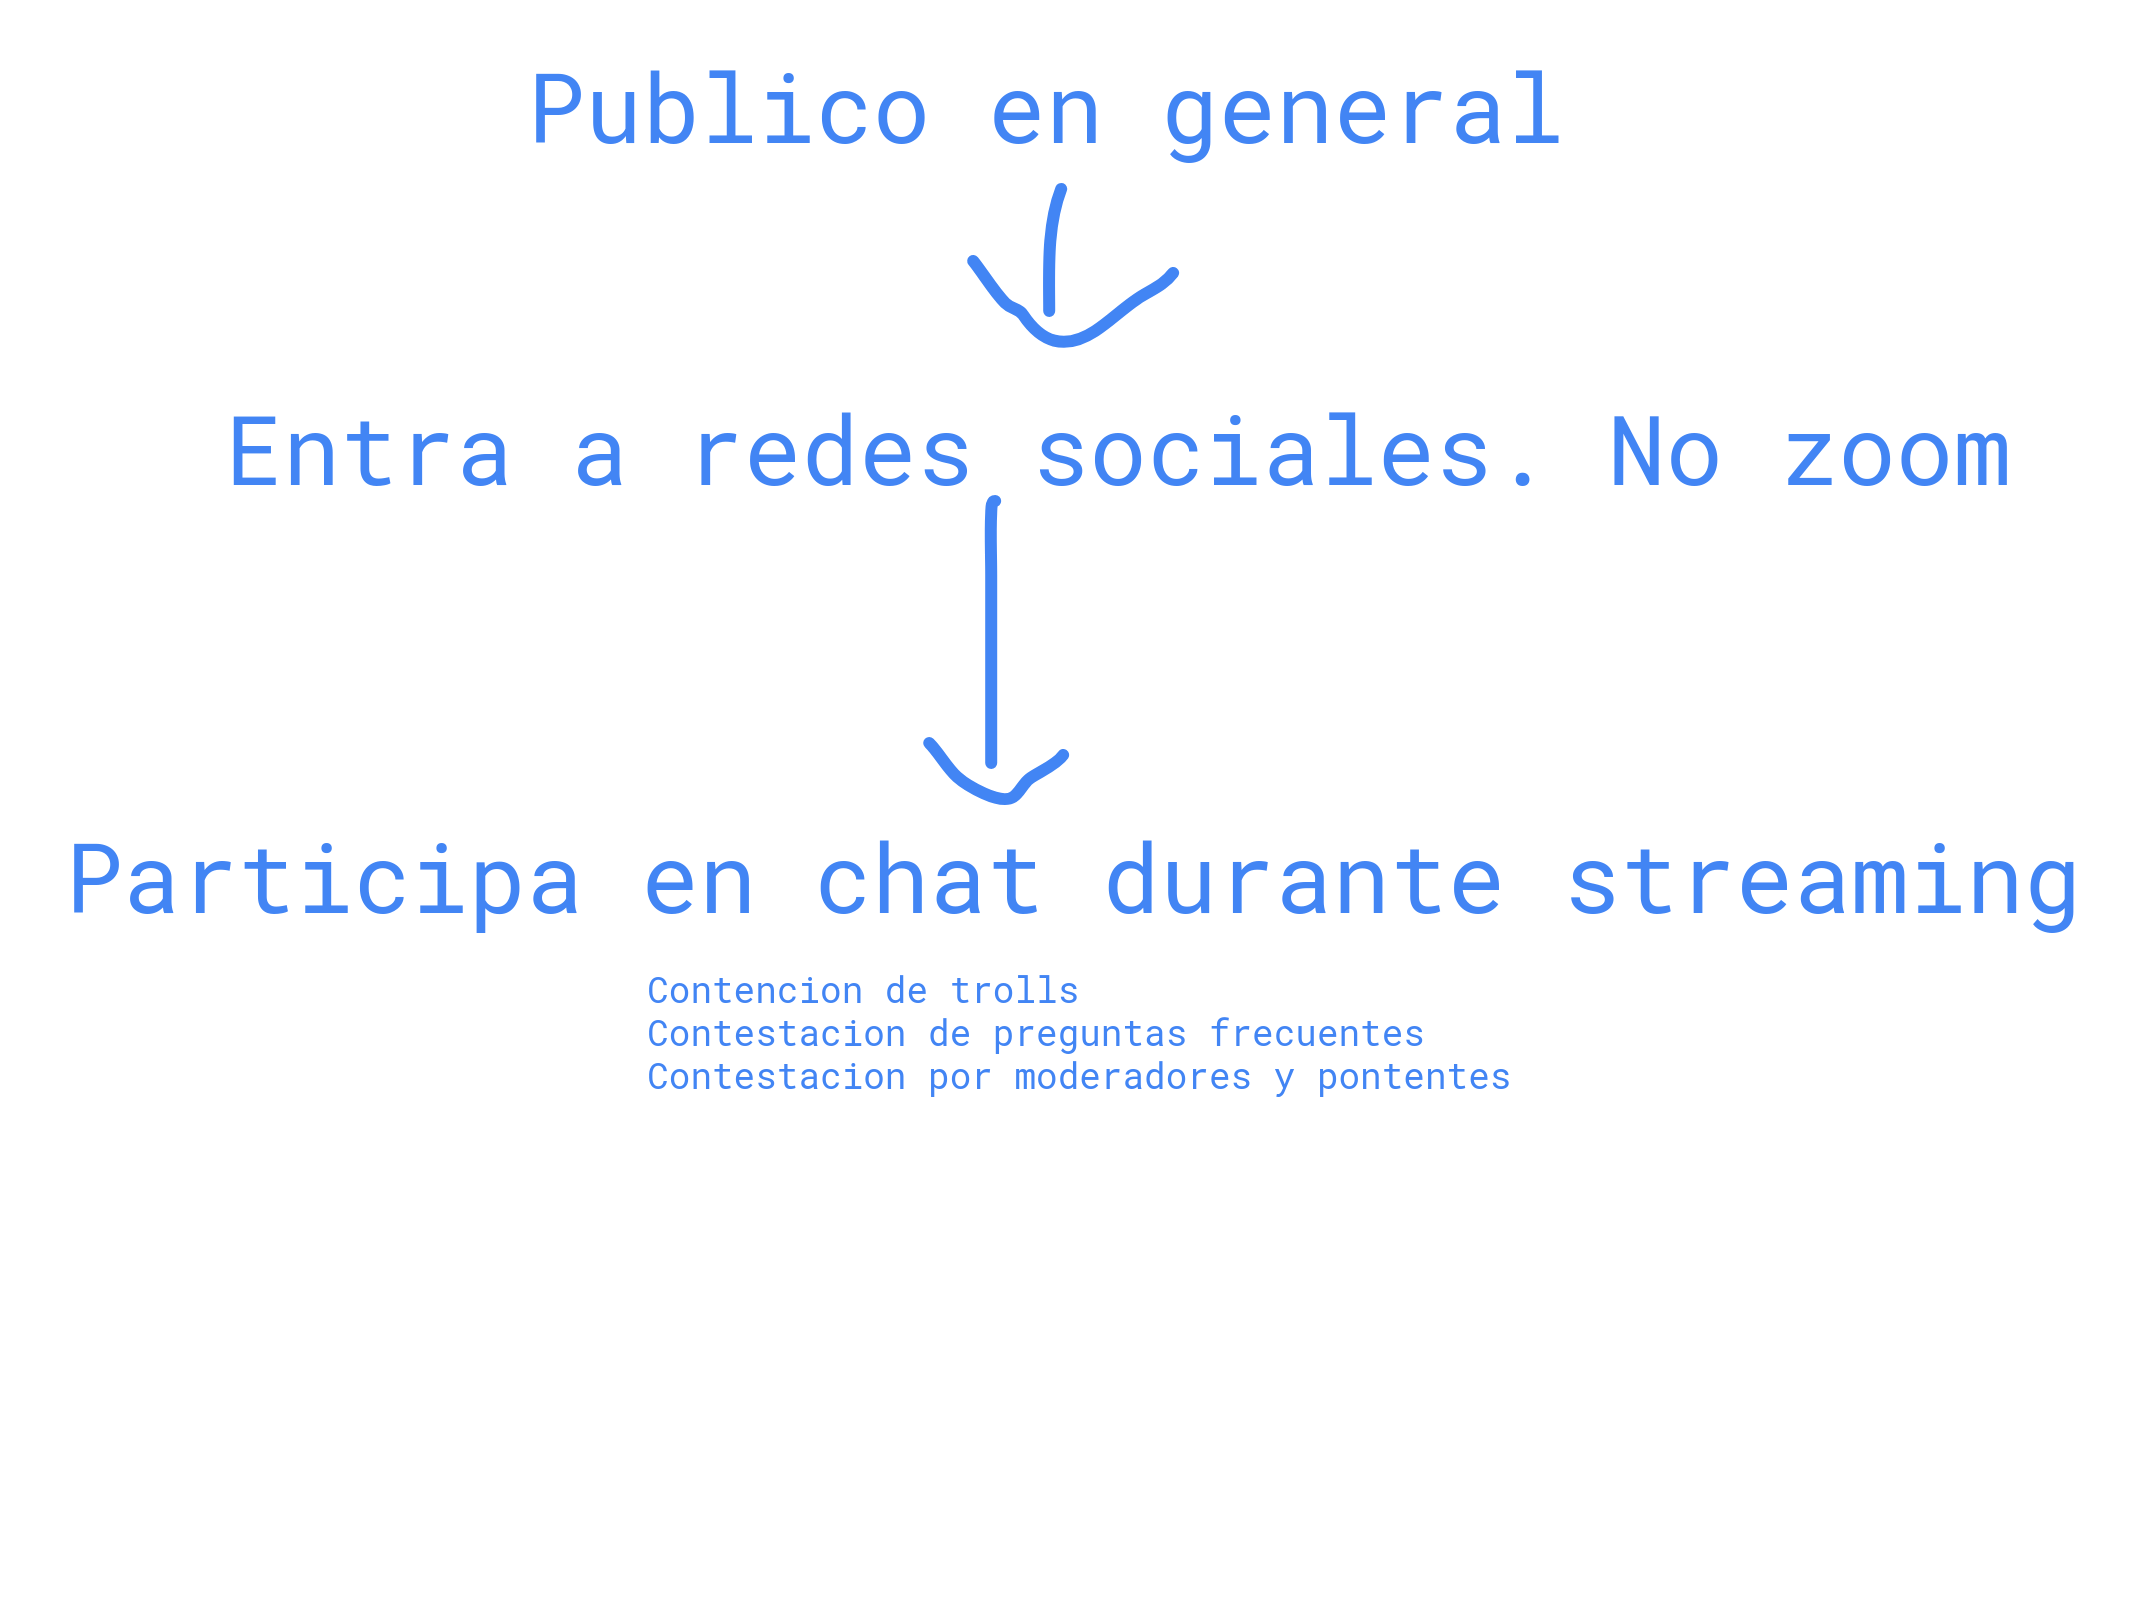 Publico en general
Entra a redes sociales. No zoom
Participa en chat durante streaming
Contencion de trolls
Contestacion de preguntas frecuentes
Contestacion por moderadores y pontentes